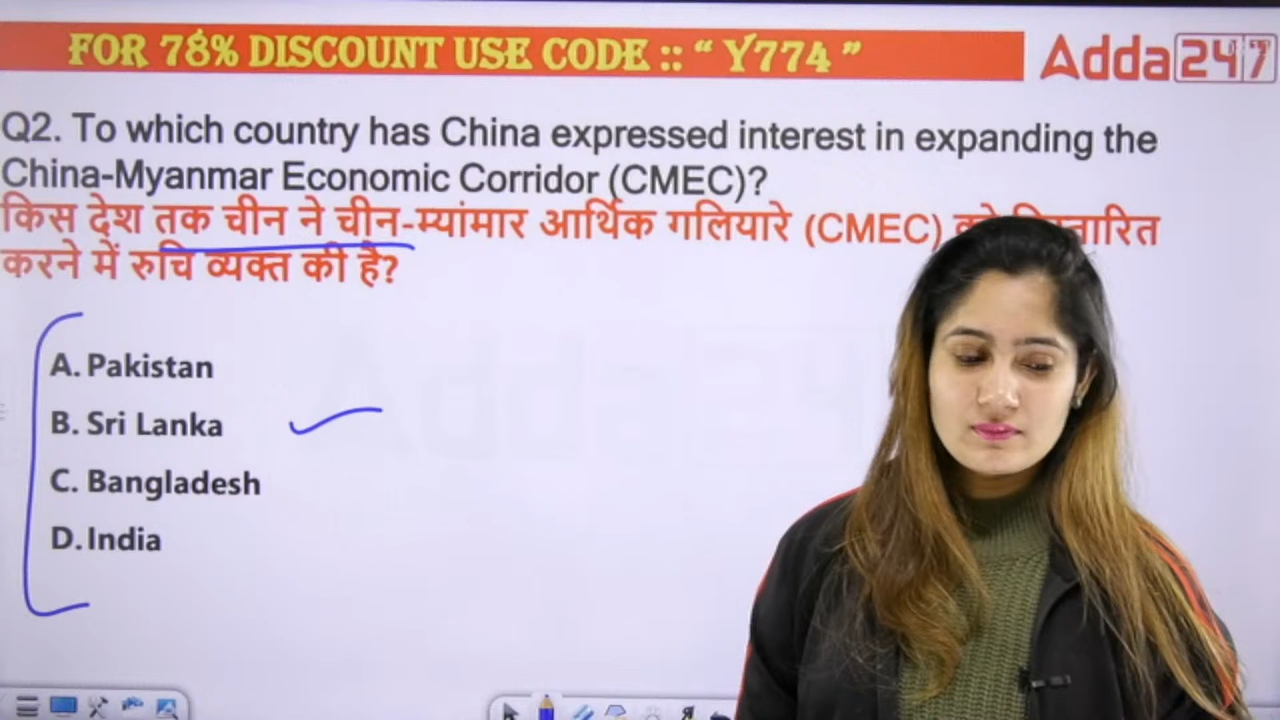 FOR 78% DISCOUNT USE CODE :: “ Y774 ”
Adda247
Q2. To which country has China expressed interest in expanding the
China-Myanmar Economic Corridor (CMEC)?
किस देश तक चीन ने चीन-म्यांमार आर्थिक गलियारे (CMEC) को
करने में रुचि व्यक्त की है?
A. Pakistan
B. Sri Lanka
C. Bangladesh
D. India